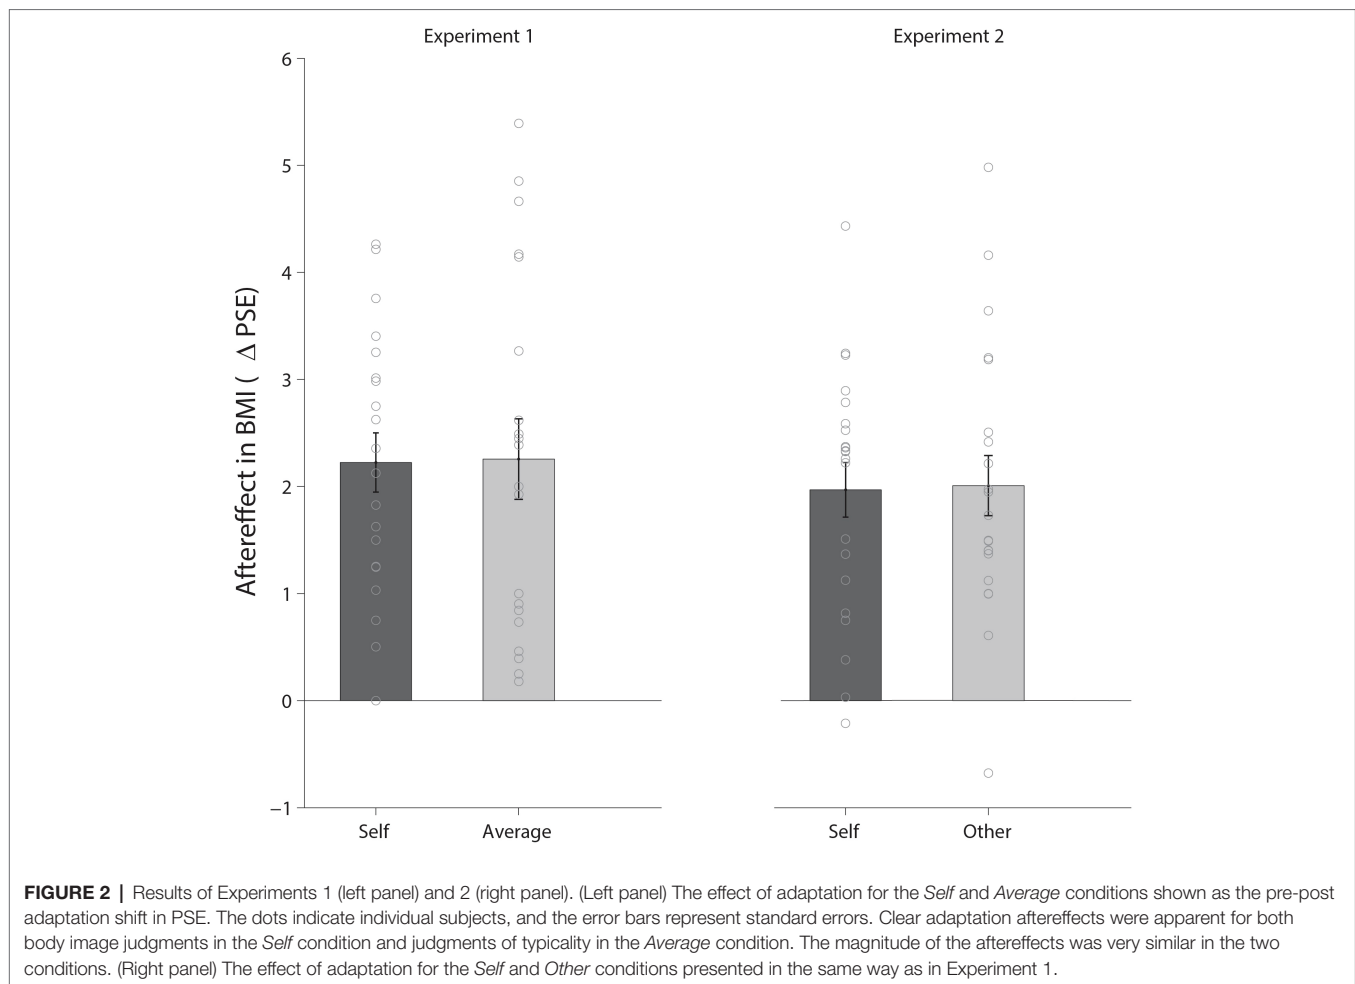 Experiment 1
Experiment 2
6
5
4
3
2
1
0
−1
Aftereffect in BMI ( Δ PSE)
Self
Average
Self
Other
FIGURE 2 | Results of Experiments 1 (left panel) and 2 (right panel). (Left panel) The effect of adaptation for the Self and Average conditions shown as the pre-post
adaptation shift in PSE. The dots indicate individual subjects, and the error bars represent standard errors. Clear adaptation aftereffects were apparent for both
body image judgments in the Self condition and judgments of typicality in the Average condition. The magnitude of the aftereffects was very similar in the two
conditions. (Right panel) The effect of adaptation for the Self and Other conditions presented in the same way as in Experiment 1.